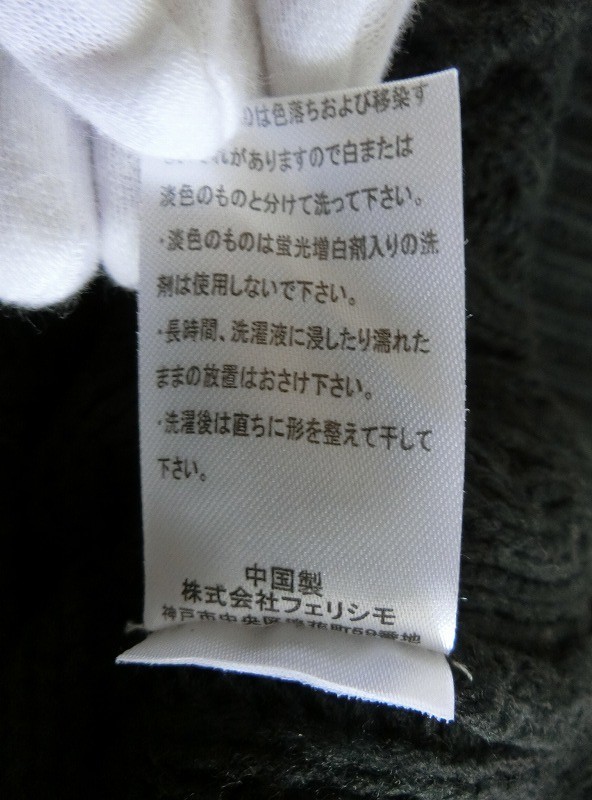 のは色落ちおよび移染す
それがありますので白または
淡色のものと分けて洗って下さい。
・淡色のものは蛍光増白剤入りの洗
剤は使用しないで下さい。
・長時間、洗濯液に浸したり濡れた
ままの放置はおさけ下さい。
・洗濯後は直ちに形を整えて干して
下さい。
中国製
株式会社フェリシモ
神戸市中央区 町59番地